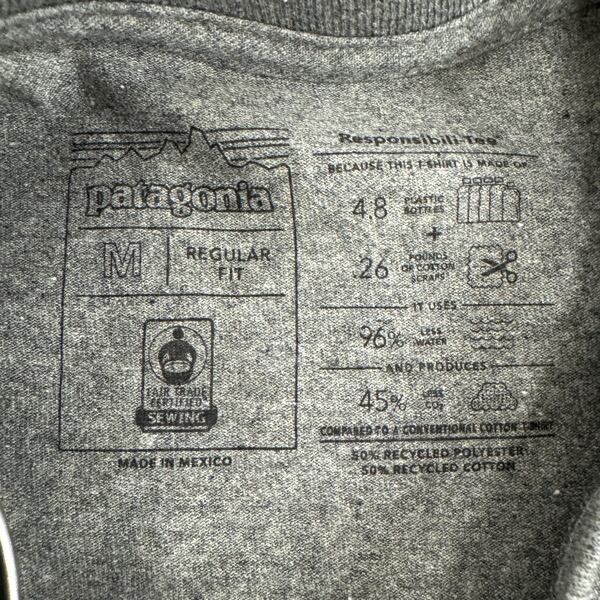 patagonia
M
REGULAR
FIT
FAIR TRADE
CERTIFIED
SEWING
MADE IN MEXICO
Responsibili-Tee™
BECAUSE THIS T-SHIRT IS MADE OF
4.8 PLASTIC
BOTTLES
+
.26 POUNDS
OF COTTON
SCRAPS
IT USES
96% LESS
WATER
AND PRODUCES
45% LESS
CO₂
COMPARED TO A CONVENTIONAL COTTON T-SHIRT
50% RECYCLED POLYESTER
50% RECYCLED COTTON